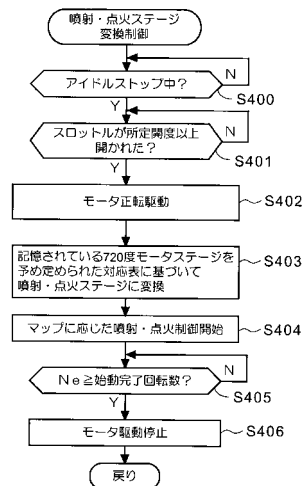 噴射・点火ステージ
変換制御
アイドルストップ中?
N
Y
S400
スロットルが所定開度以上
開かれた?
N
Y
S401
モータ正転駆動
S402
記憶されている720度モータステージを
予め定められた対応表に基づいて
噴射・点火ステージに変換
S403
マップに応じた噴射・点火制御開始
S404
Ne≧始動完了回転数?
N
Y
S405
モータ駆動停止
S406
戻り